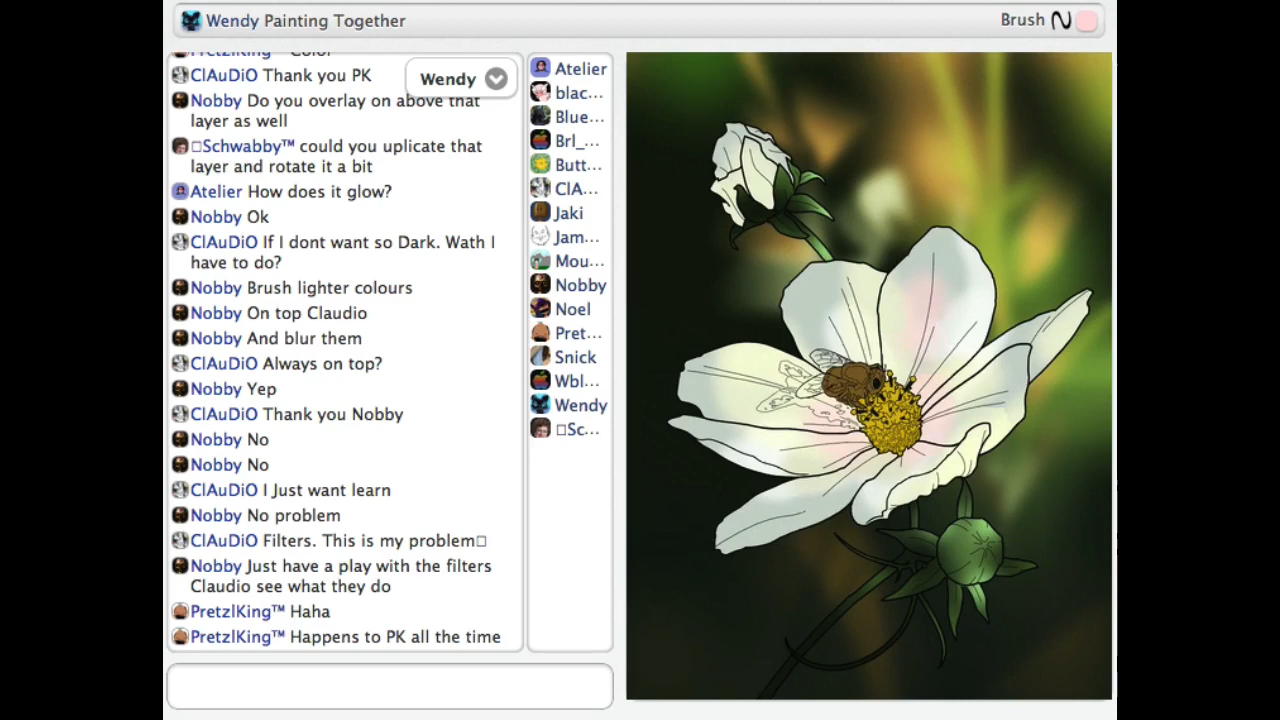 Wendy Painting Together
Brush
PretzlKing™ Color
ClAuDiO Thank you PK
Wendy
Nobby Do you overlay on above that
layer as well
Schwabby™ could you uplicate that
layer and rotate it a bit
Atelier How does it glow?
Nobby Ok
ClAuDiO If I dont want so Dark. Wath I
have to do?
Nobby Brush lighter colours
Nobby On top Claudio
Nobby And blur them
ClAuDiO Always on top?
Nobby Yep
ClAuDiO Thank you Nobby
Nobby No
Nobby No
ClAuDiO I Just want learn
Nobby No problem
ClAuDiO Filters. This is my problem
Nobby Just have a play with the filters
Claudio see what they do
PretzlKing™ Haha
PretzlKing™ Happens to PK all the time
Atelier
blac...
Blue...
Brl_...
Butt...
ClA...
Jaki
Jam...
Mou...
Nobby
Noel
Pret...
Snick
Wbl...
Wendy
Sc...